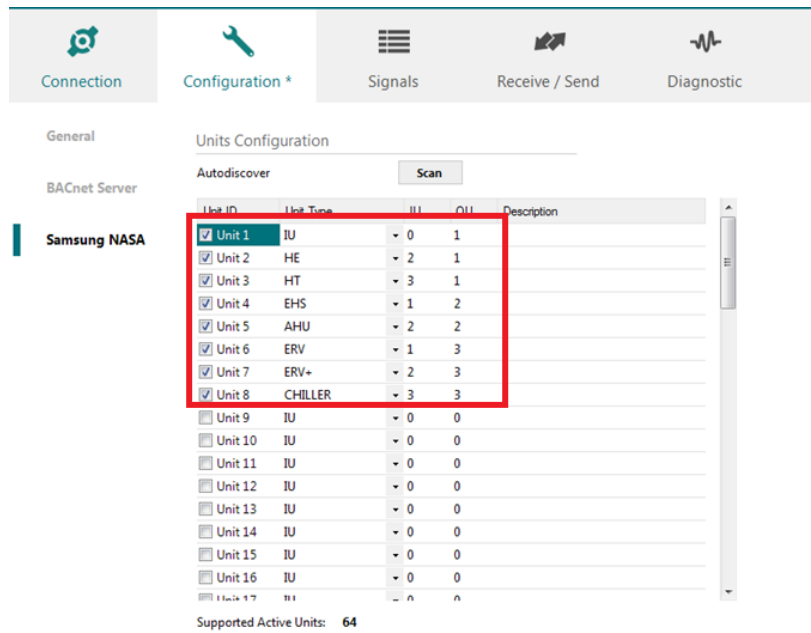 Connection Configuration * Signals Receive / Send Diagnostic
General
Units Configuration
Autodiscover Scan
BACnet Server
Unit ID Unit Type IU OU Description
Samsung NASA
Unit 1 IU 0 1
Unit 2 HE 2 1
Unit 3 HT 3 1
Unit 4 EHS 1 2
Unit 5 AHU 2 2
Unit 6 ERV 1 3
Unit 7 ERV+ 2 3
Unit 8 CHILLER 3 3
Unit 9 IU 0 0
Unit 10 IU 0 0
Unit 11 IU 0 0
Unit 12 IU 0 0
Unit 13 IU 0 0
Unit 14 IU 0 0
Unit 15 IU 0 0
Unit 16 IU 0 0
Unit 17 IU 0 0
Supported Active Units: 64